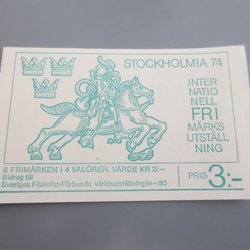 STOCKHOLMIA 74
INTER
NATIO
NELL
FRI
MÄRKS
UTSTÄLL
NING
8 FRIMÄRKEN I 4 VALÖRER. VÄRDE KR 3:—
Bidrag till
Sveriges Filatelist-Förbunds världsutställning kr -:80
PRIS 3:-